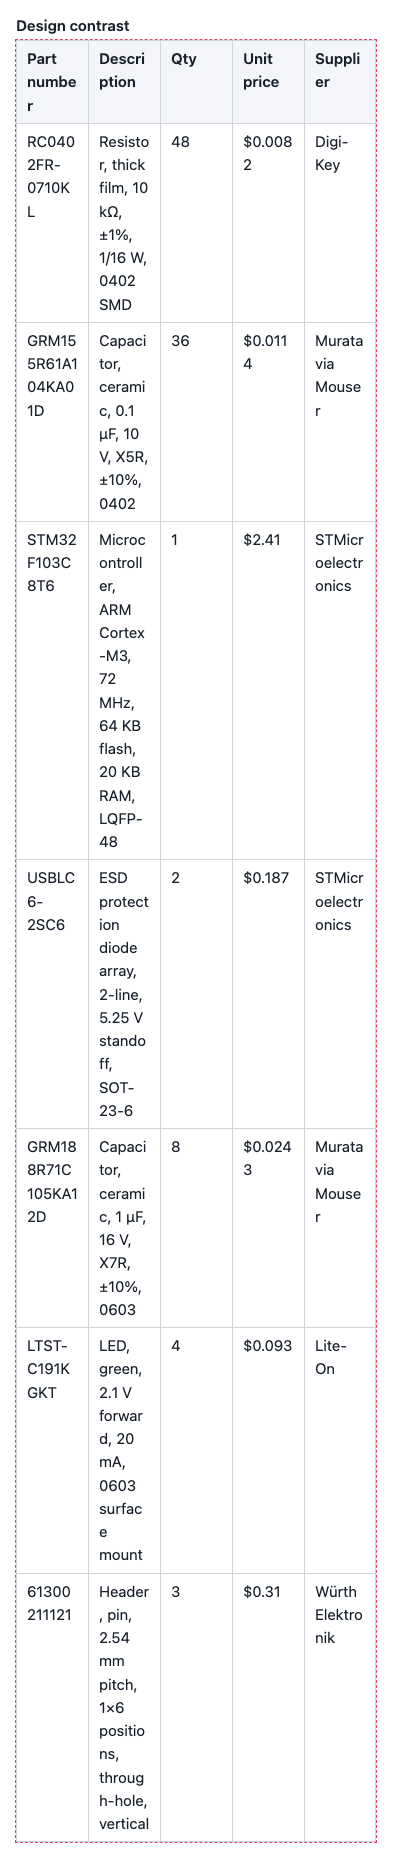 Design contrast
Part
numbe
r
Descri
ption
Qty
Unit
price
Suppli
er
RC040
2FR-
0710K
L
Resisto
r, thick
film, 10
kΩ,
±1%,
1/16 W,
0402
SMD
48
$0.008
2
Digi-
Key
GRM15
5R61A1
04KA0
1D
Capaci
tor,
cerami
c, 0.1
µF, 10
V, X5R,
±10%,
0402
36
$0.011
4
Murata
via
Mouse
r
STM32
F103C
8T6
Microc
ontroll
er,
ARM
Cortex
-M3,
72
MHz,
64 KB
flash,
20 KB
RAM,
LQFP-
48
1
$2.41
STMicr
oelectr
onics
USBLC
6-
2SC6
ESD
protect
ion
diode
array,
2-line,
5.25 V
stando
ff,
SOT-
23-6
2
$0.187
STMicr
oelectr
onics
GRM18
8R71C
105KA1
2D
Capaci
tor,
cerami
c, 1 µF,
16 V,
X7R,
±10%,
0603
8
$0.024
3
Murata
via
Mouse
r
LTST-
C191K
GKT
LED,
green,
2.1 V
forwar
d, 20
mA,
0603
surfac
e
mount
4
$0.093
Lite-
On
61300
211121
Header
, pin,
2.54
mm
pitch,
1×6
positio
ns,
throug
h-hole,
vertical
3
$0.31
Würth
Elektro
nik